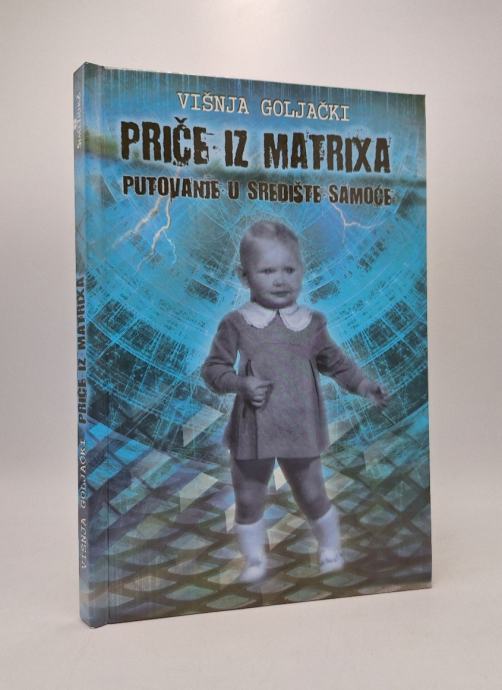 VIŠNJA GOLJAČKI
PRIČE IZ MATRIXA
PUTOVANJE U SREDIŠTE SAMOĆE
VIŠNJA GOLJAČKI PRIČE IZ MATRIXA